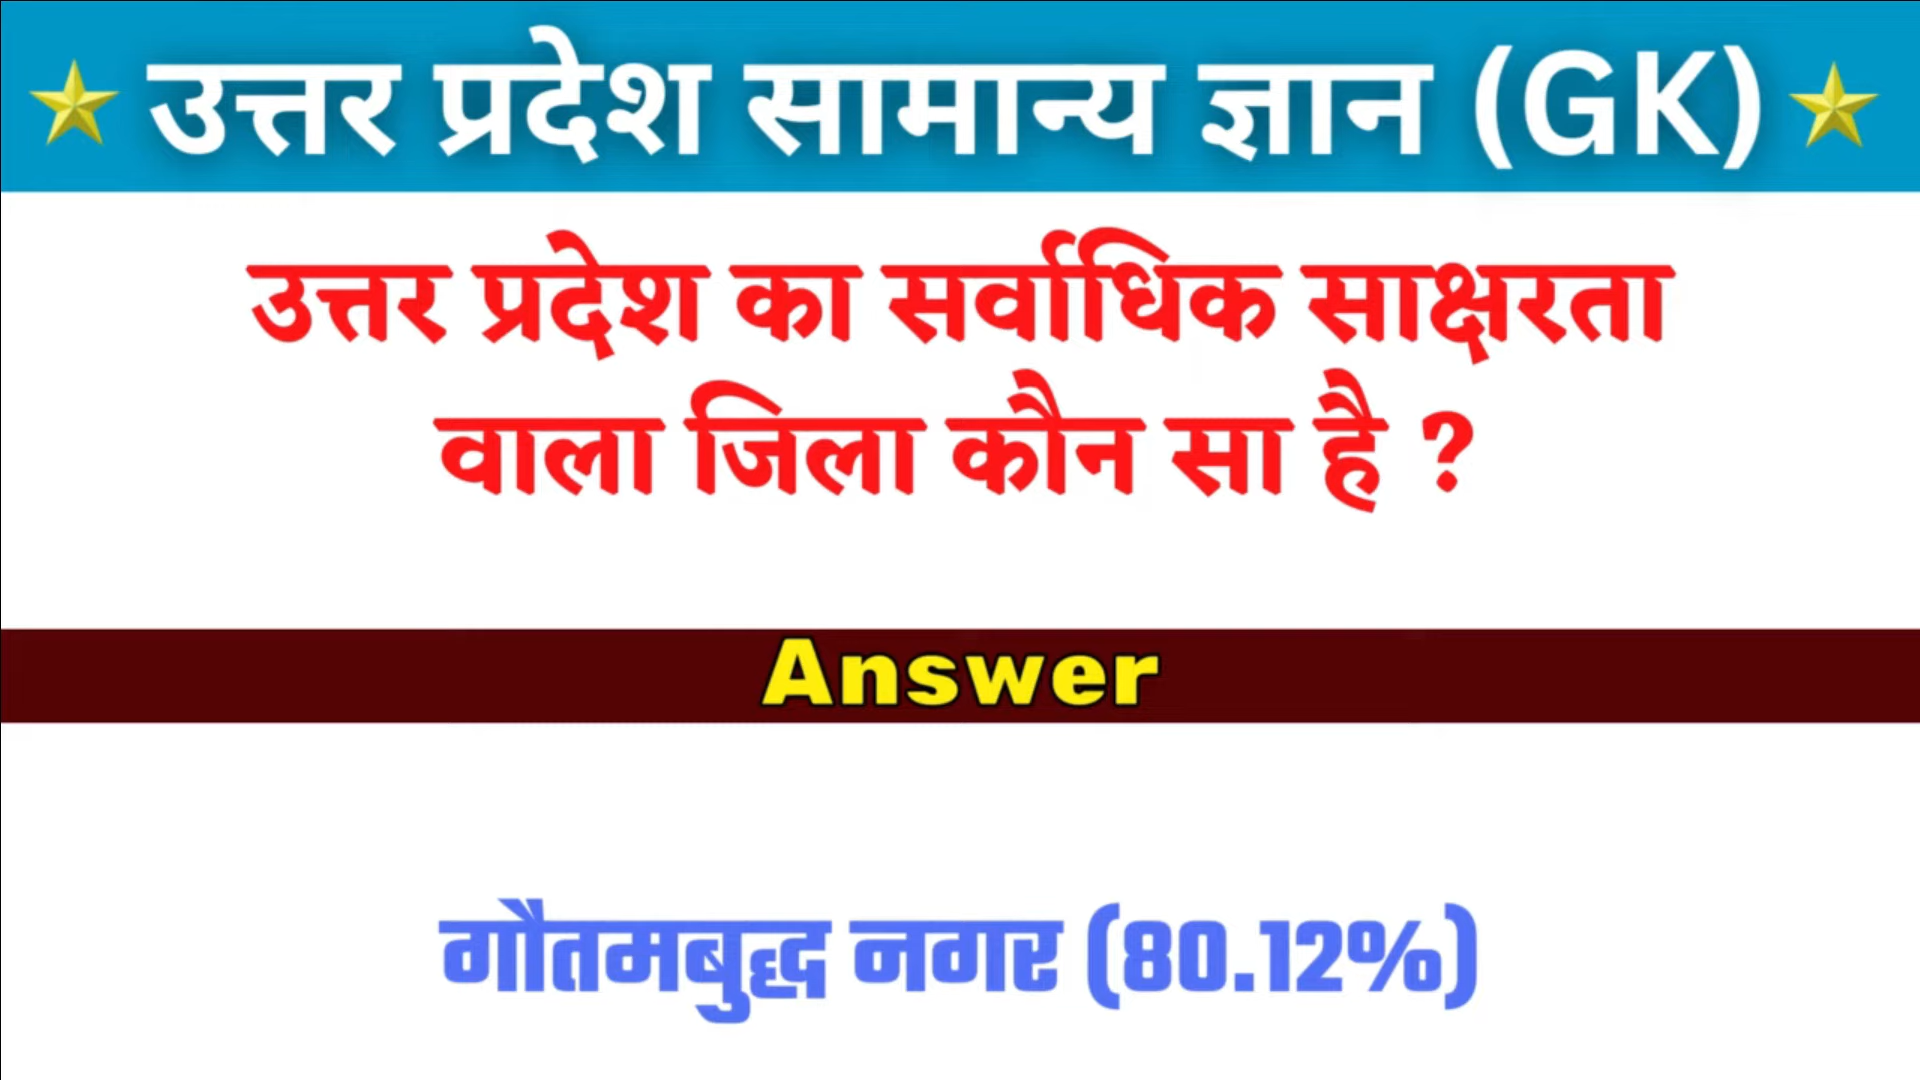 उत्तर प्रदेश सामान्य ज्ञान (GK)
उत्तर प्रदेश का सर्वाधिक साक्षरता
वाला जिला कौन सा है ?
Answer
गौतमबुद्ध नगर (80.12%)